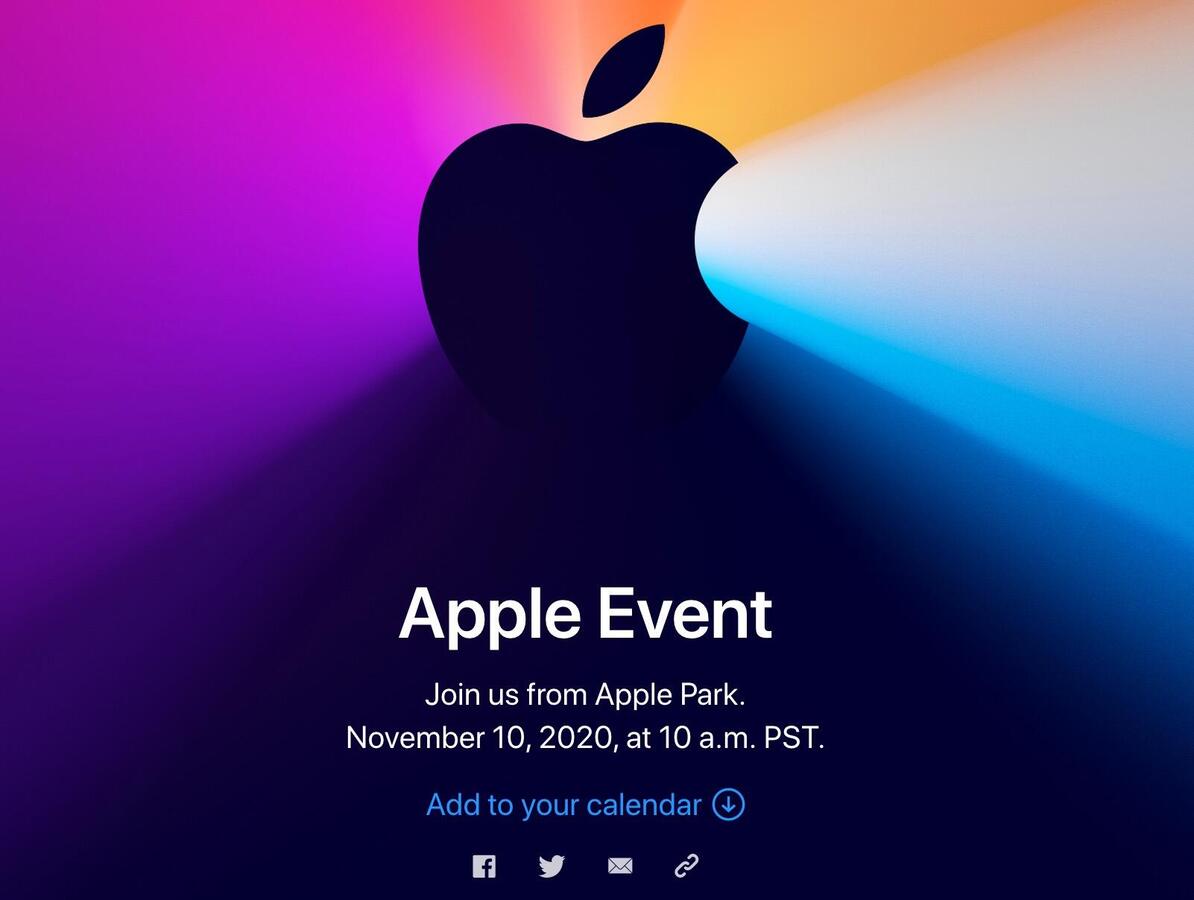 Apple Event
Join us from Apple Park.
November 10, 2020, at 10 a.m. PST.
Add to your calendar